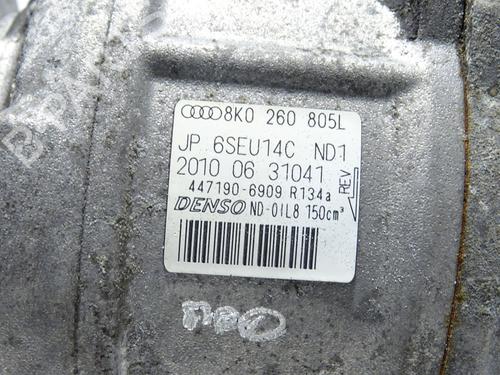 8K0 260 805L
JP 6SEU14C ND1
2010 06 31041
447190-6909 R134a
DENSO ND-OIL8 150cm³
REV